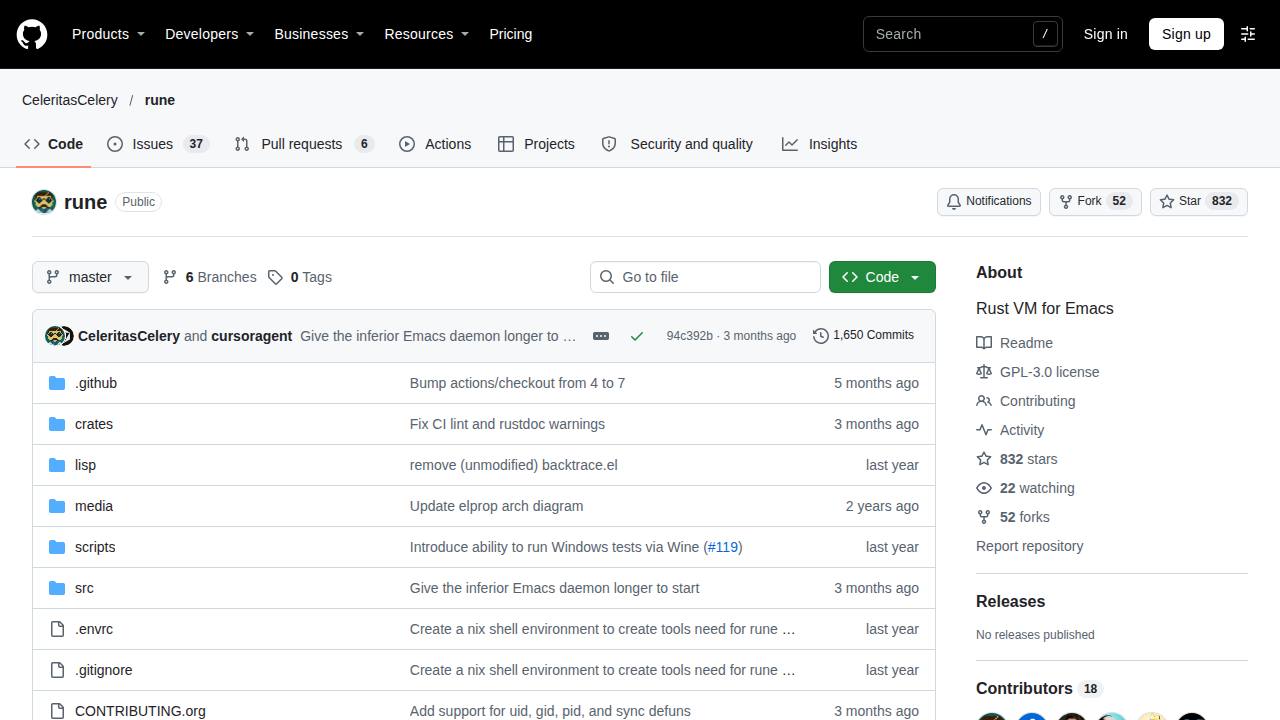 Products Developers Businesses Resources Pricing Search / Sign in Sign up
CeleritasCelery / rune
Code Issues 37 Pull requests 6 Actions Projects Security and quality Insights
rune Public Notifications Fork 52 Star 832
master 6 Branches 0 Tags Go to file Code
CeleritasCelery and cursoragent Give the inferior Emacs daemon longer to … 94c392b · 3 months ago 1,650 Commits
.github Bump actions/checkout from 4 to 7 5 months ago
crates Fix CI lint and rustdoc warnings 3 months ago
lisp remove (unmodified) backtrace.el last year
media Update elprop arch diagram 2 years ago
scripts Introduce ability to run Windows tests via Wine (#119) last year
src Give the inferior Emacs daemon longer to start 3 months ago
.envrc Create a nix shell environment to create tools need for rune … last year
.gitignore Create a nix shell environment to create tools need for rune … last year
CONTRIBUTING.org Add support for uid, gid, pid, and sync defuns 3 months ago
About
Rust VM for Emacs
Readme
GPL-3.0 license
Contributing
Activity
832 stars
22 watching
52 forks
Report repository
Releases
No releases published
Contributors 18